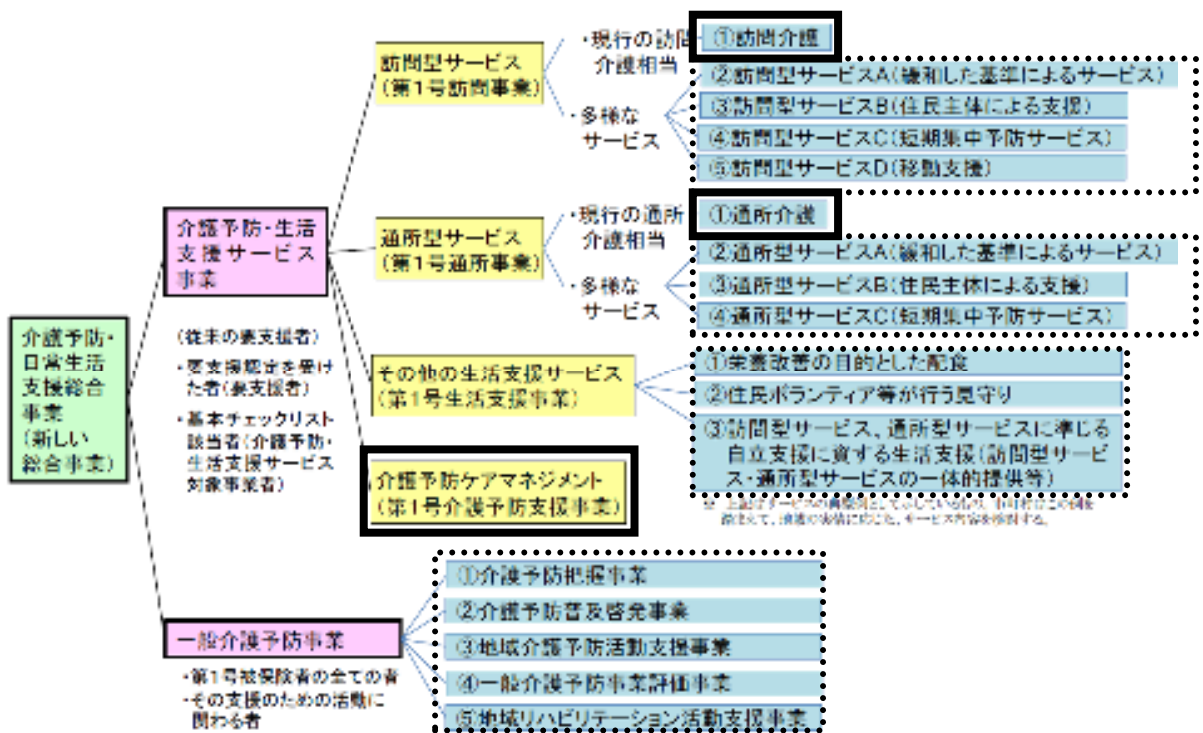 介護予防・
日常生活
支援総合
事業
(新しい
総合事業)
介護予防・生活
支援サービス
事業
(従来の要支援者)
・要支援認定を受け
た者(要支援者)
・基本チェックリスト
該当者(介護予防・
生活支援サービス
対象事業者)
訪問型サービス
(第1号訪問事業)
・現行の訪問
介護相当
①訪問介護
・多様な
サービス
②訪問型サービスA(緩和した基準によるサービス)
③訪問型サービスB(住民主体による支援)
④訪問型サービスC(短期集中予防サービス)
⑤訪問型サービスD(移動支援)
通所型サービス
(第1号通所事業)
・現行の通所
介護相当
①通所介護
・多様な
サービス
②通所型サービスA(緩和した基準によるサービス)
③通所型サービスB(住民主体による支援)
④通所型サービスC(短期集中予防サービス)
その他の生活支援サービス
(第1号生活支援事業)
①栄養改善の目的とした配食
②住民ボランティア等が行う見守り
③訪問型サービス、通所型サービスに準じる
自立支援に資する生活支援(訪問型サービ
ス・通所型サービスの一体的提供等)
介護予防ケアマネジメント
(第1号介護予防支援事業)
一般介護予防事業
・第1号被保険者の全ての者
・その支援のための活動に
関わる者
①介護予防把握事業
②介護予防普及啓発事業
③地域介護予防活動支援事業
④一般介護予防事業評価事業
⑤地域リハビリテーション活動支援事業